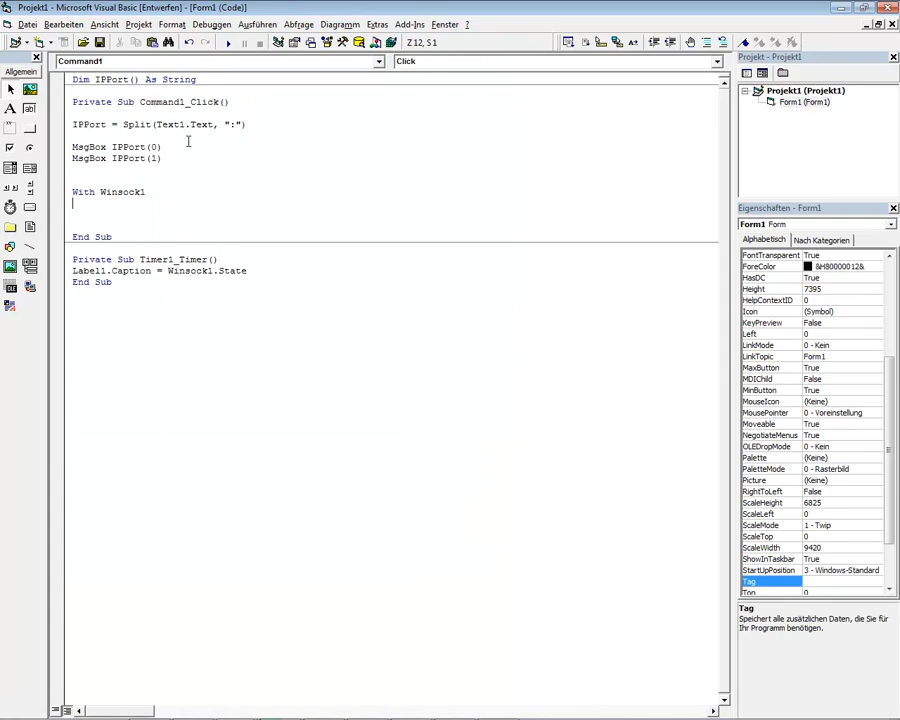 Projekt1 - Microsoft Visual Basic [Entwerfen] - [Form1 (Code)]
Datei Bearbeiten Ansicht Projekt Format Debuggen Ausführen Abfrage Diagramm Extras Add-Ins Fenster ?
Z12, S1
Allgemein
Command1
Click
Dim IPPort() As String
Private Sub Command1_Click()
IPPort = Split(Text1.Text, ":")
MsgBox IPPort(0)
MsgBox IPPort(1)
With Winsock1
End Sub
Private Sub Timer1_Timer()
Label1.Caption = Winsock1.State
End Sub
Projekt - Projekt1
Projekt1 (Projekt1)
Form1 (Form1)
Eigenschaften - Form1
Form1 Form
Alphabetisch Nach Kategorien
FontTransparent True
ForeColor &H80000012&
HasDC True
Height 7395
HelpContextID 0
Icon (Symbol)
KeyPreview False
Left 0
LinkMode 0 - Kein
LinkTopic Form1
MaxButton True
MDIChild False
MinButton True
MouseIcon (Keine)
MousePointer 0 - Voreinstellung
Moveable True
NegotiateMenus True
OLEDropMode 0 - Kein
Palette (Keine)
PaletteMode 0 - Rasterbild
Picture (Keine)
RightToLeft False
ScaleHeight 6825
ScaleLeft 0
ScaleMode 1 - Twip
ScaleTop 0
ScaleWidth 9420
ShowInTaskbar True
StartUpPosition 3 - Windows-Standard
Tag
Top 0
Tag
Speichert alle zusätzlichen Daten, die Sie für
Ihr Programm benötigen.